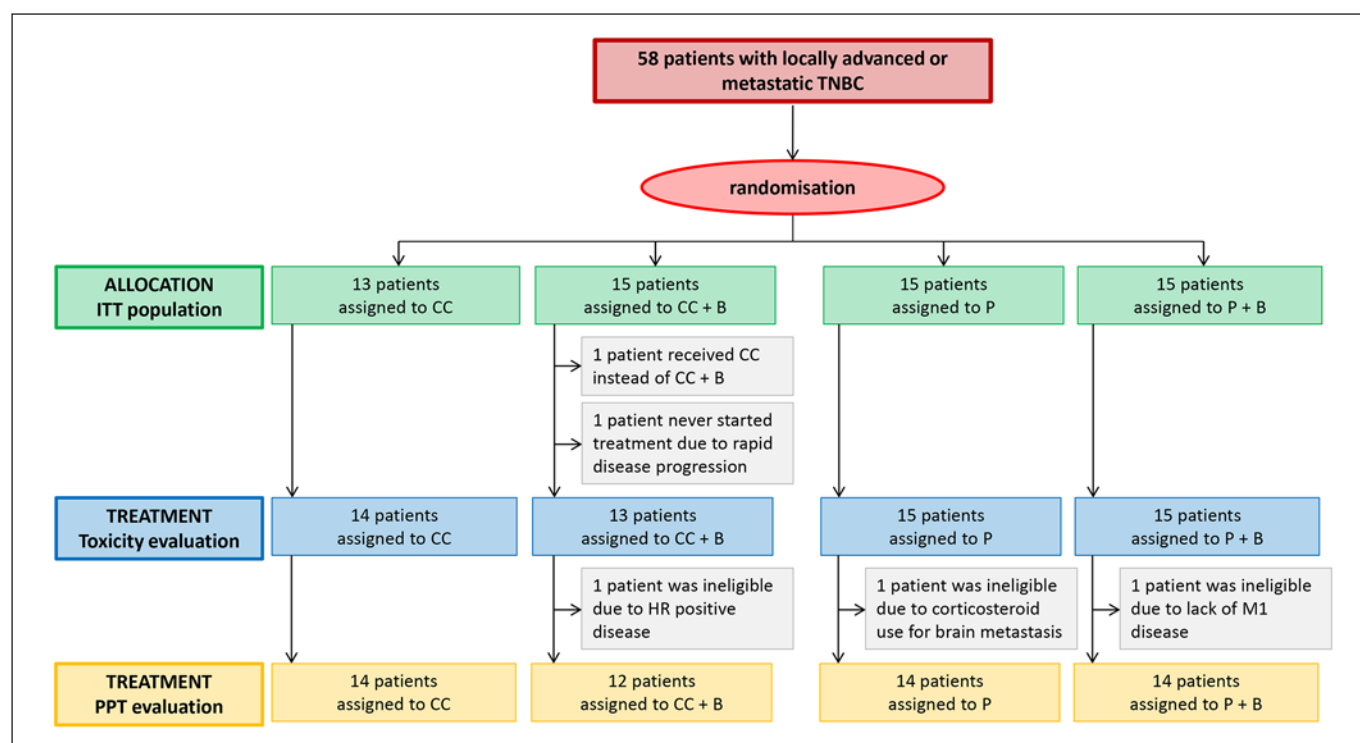 58 patients with locally advanced or
metastatic TNBC
randomisation
ALLOCATION
ITT population
13 patients
assigned to CC
15 patients
assigned to CC + B
15 patients
assigned to P
15 patients
assigned to P + B
1 patient received CC
instead of CC + B
1 patient never started
treatment due to rapid
disease progression
TREATMENT
Toxicity evaluation
14 patients
assigned to CC
13 patients
assigned to CC + B
15 patients
assigned to P
15 patients
assigned to P + B
1 patient was ineligible
due to HR positive
disease
1 patient was ineligible
due to corticosteroid
use for brain metastasis
1 patient was ineligible
due to lack of M1
disease
TREATMENT
PPT evaluation
14 patients
assigned to CC
12 patients
assigned to CC + B
14 patients
assigned to P
14 patients
assigned to P + B